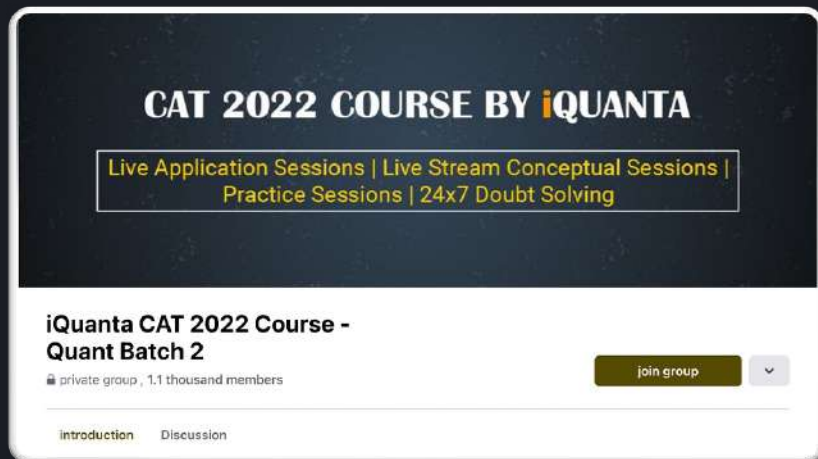 CAT 2022 COURSE BY iQUANTA
Live Application Sessions | Live Stream Conceptual Sessions |
Practice Sessions | 24x7 Doubt Solving
iQuanta CAT 2022 Course -
Quant Batch 2
private group , 1.1 thousand members
join group
introduction Discussion